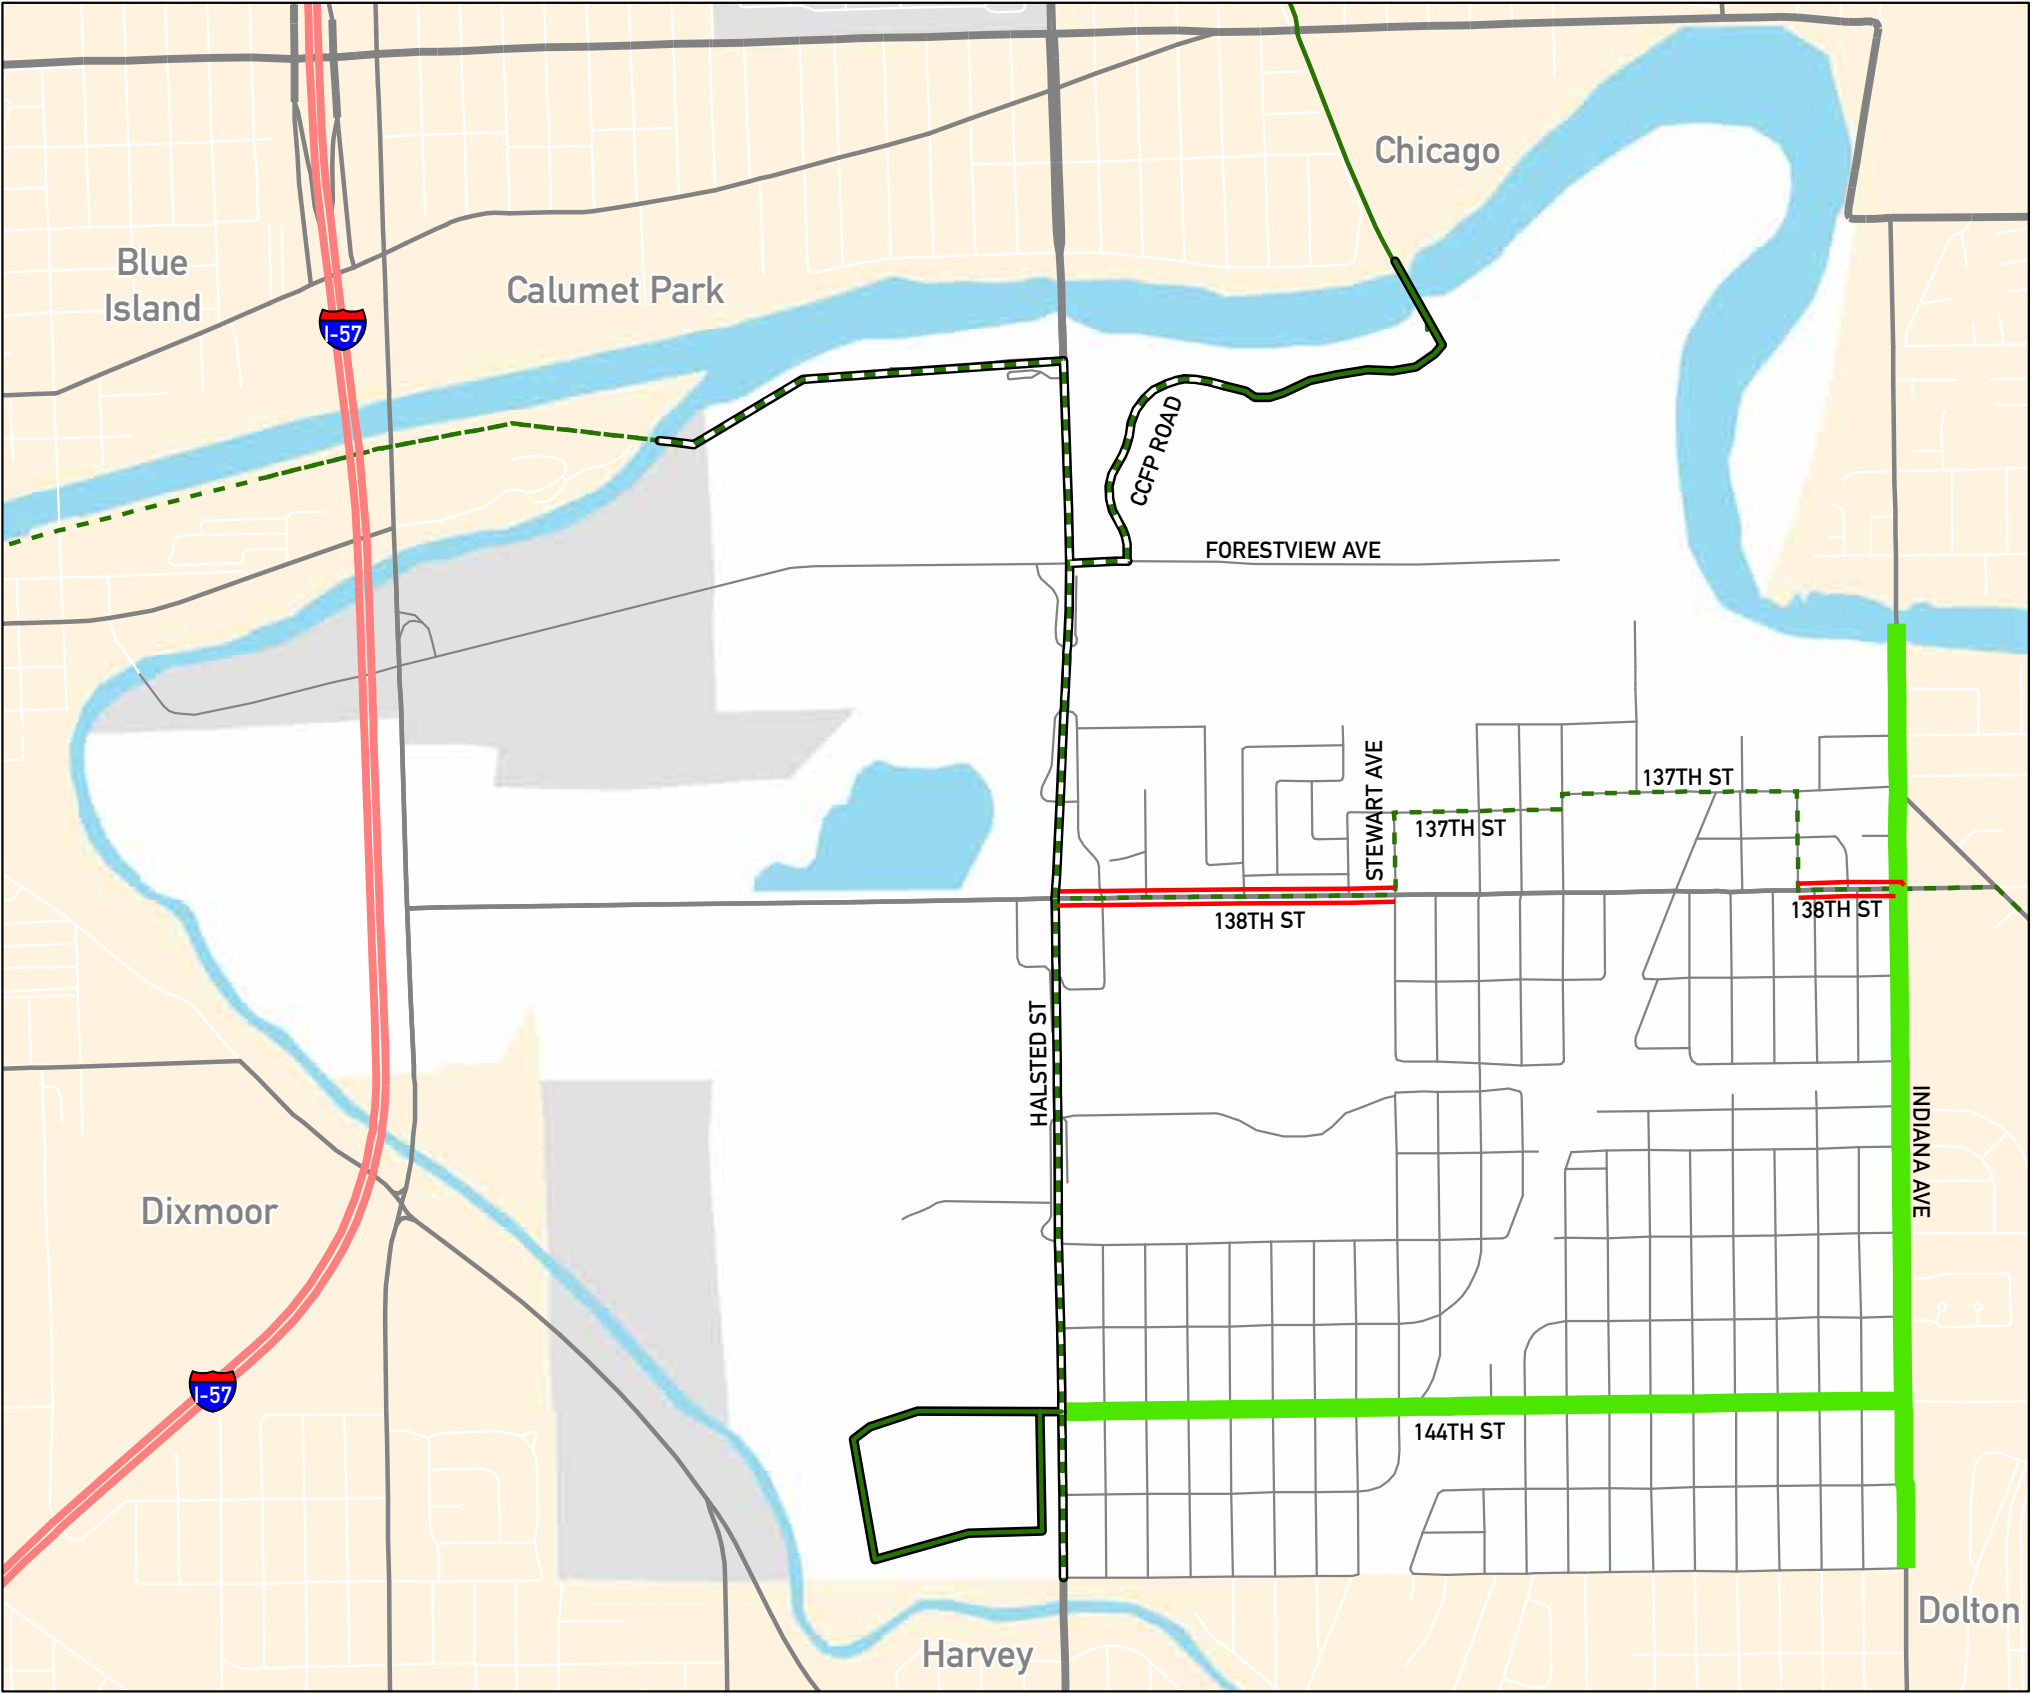 Chicago
Blue
Island
Calumet Park
I-57
CCFP ROAD
FORESTVIEW AVE
STEWART AVE
137TH ST
137TH ST
138TH ST
138TH ST
HALSTED ST
INDIANA AVE
Dixmoor
I-57
144TH ST
Dolton
Harvey